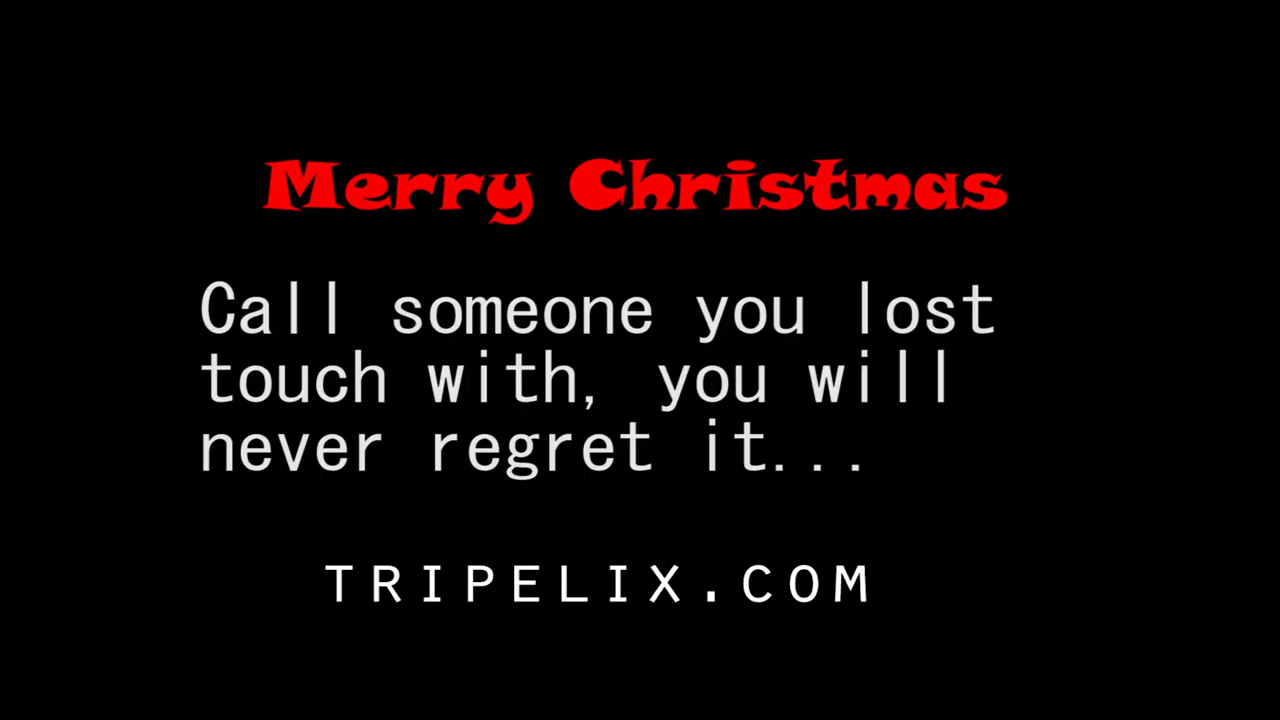 Merry Christmas
Call someone you lost
touch with, you will
never regret it...
TRIPELIX.COM